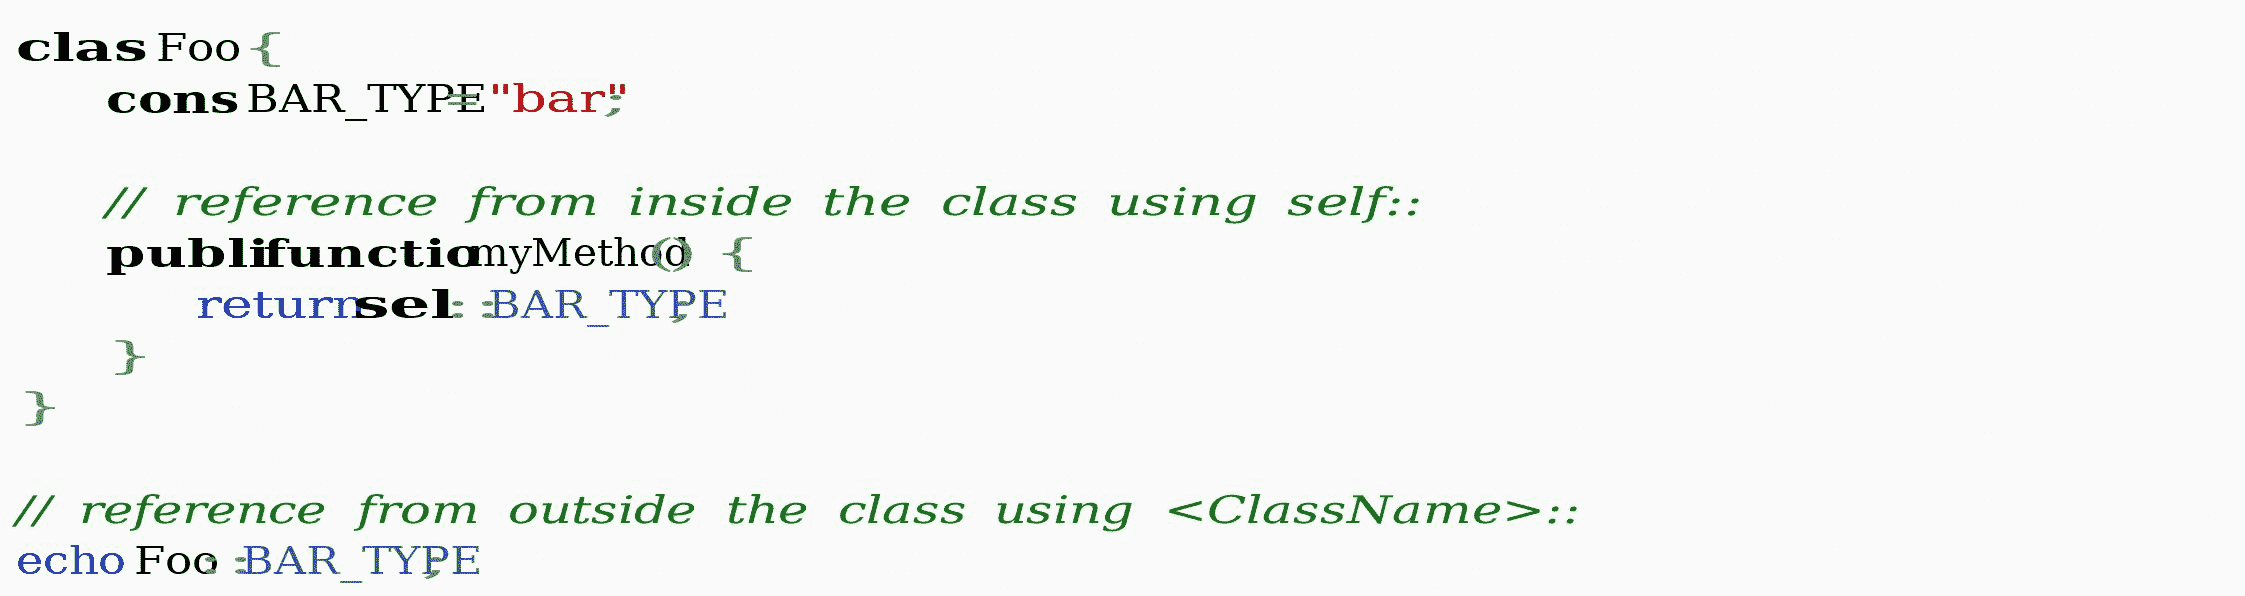 clas Foo {
cons BAR_TYPE = "bar";
// reference from inside the class using self::
publi functio myMethod() {
return sel::BAR_TYPE;
}
}
// reference from outside the class using <ClassName>::
echo Foo::BAR_TYPE;